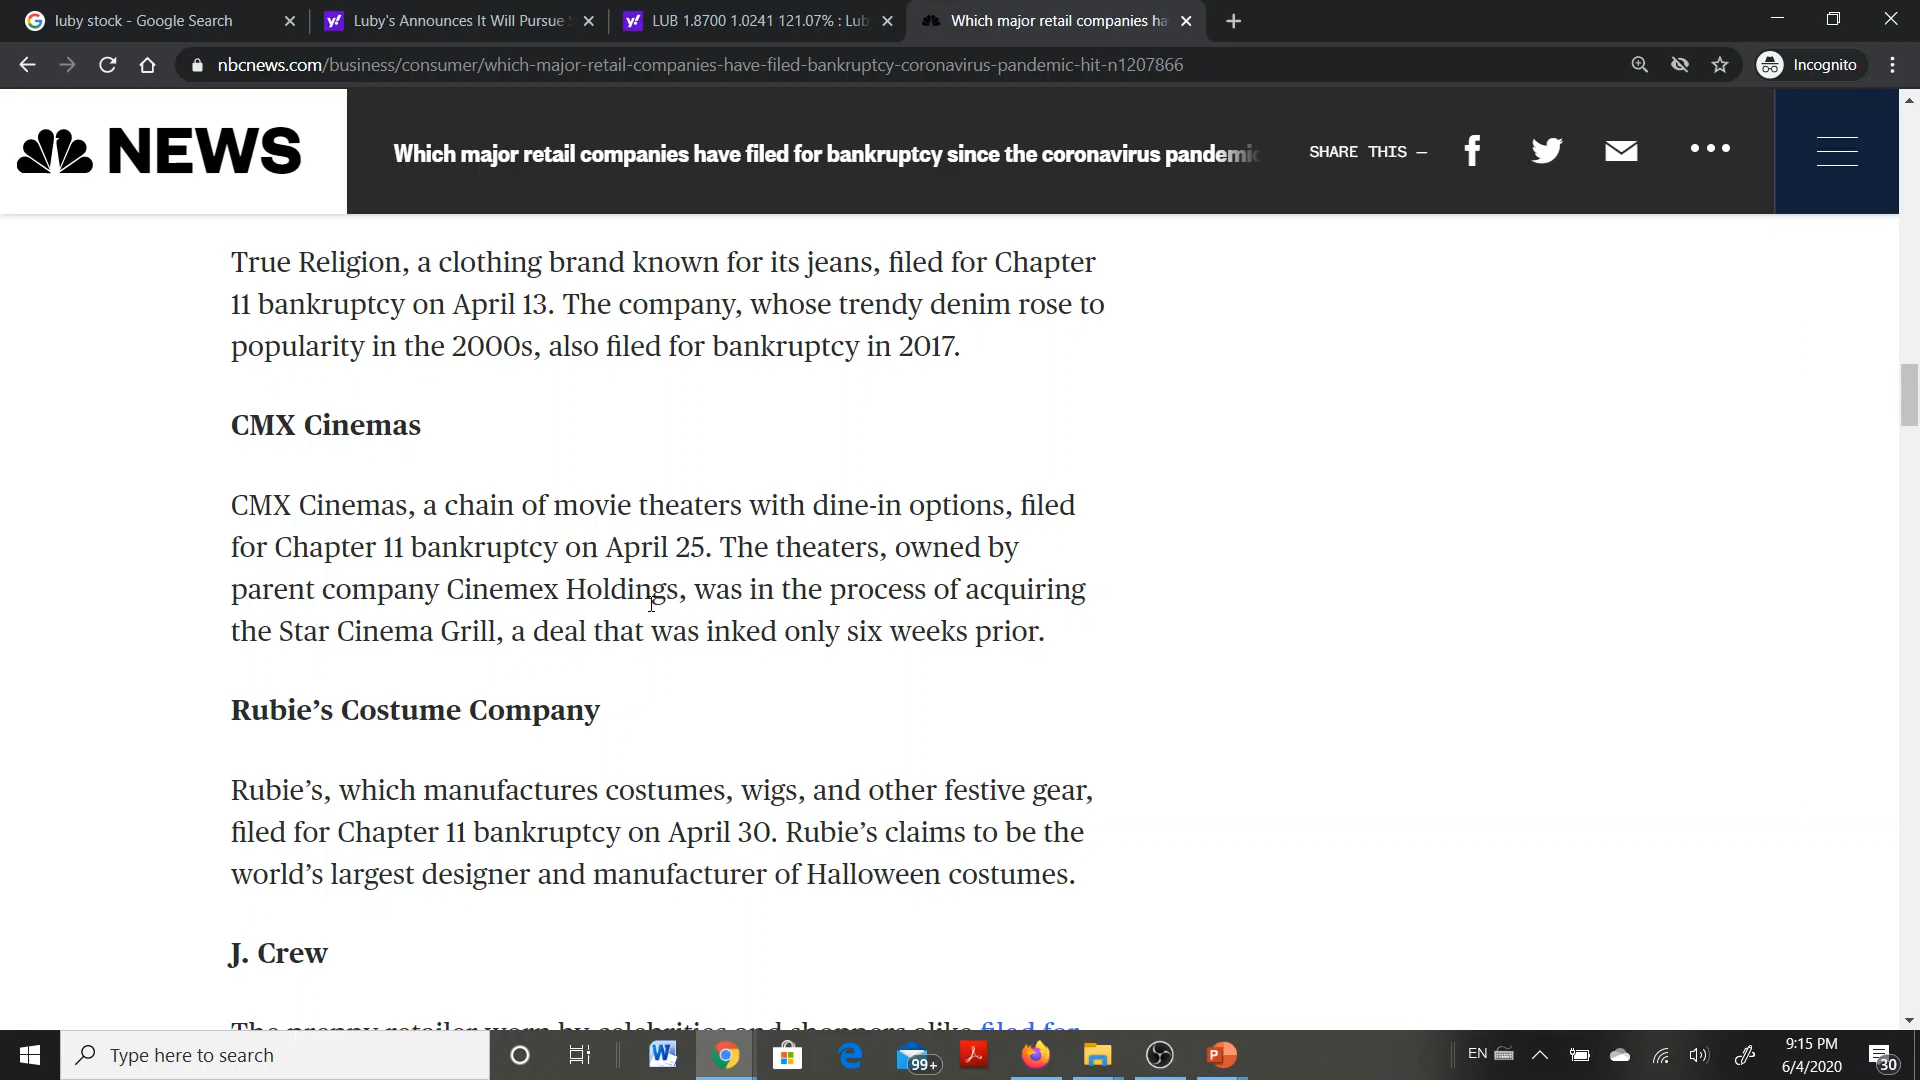 luby stock - Google Search
Luby's Announces It Will Pursue
LUB 1.8700 1.0241 121.07% : Lub
Which major retail companies ha
nbcnews.com/business/consumer/which-major-retail-companies-have-filed-bankruptcy-coronavirus-pandemic-hit-n1207866
Incognito
NEWS
Which major retail companies have filed for bankruptcy since the coronavirus pandemic
SHARE THIS —
True Religion, a clothing brand known for its jeans, filed for Chapter
11 bankruptcy on April 13. The company, whose trendy denim rose to
popularity in the 2000s, also filed for bankruptcy in 2017.
CMX Cinemas
CMX Cinemas, a chain of movie theaters with dine-in options, filed
for Chapter 11 bankruptcy on April 25. The theaters, owned by
parent company Cinemex Holdings, was in the process of acquiring
the Star Cinema Grill, a deal that was inked only six weeks prior.
Rubie’s Costume Company
Rubie’s, which manufactures costumes, wigs, and other festive gear,
filed for Chapter 11 bankruptcy on April 30. Rubie’s claims to be the
world’s largest designer and manufacturer of Halloween costumes.
J. Crew
The preppy retailer worn by celebrities and shoppers alike filed for
Type here to search
99+
EN
9:15 PM
6/4/2020
30